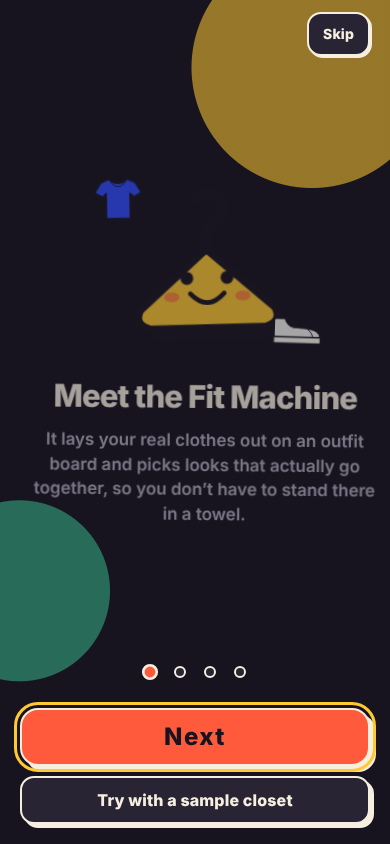 Skip
Meet the Fit Machine
It lays your real clothes out on an outfit
board and picks looks that actually go
together, so you don’t have to stand there
in a towel.
Next
Try with a sample closet